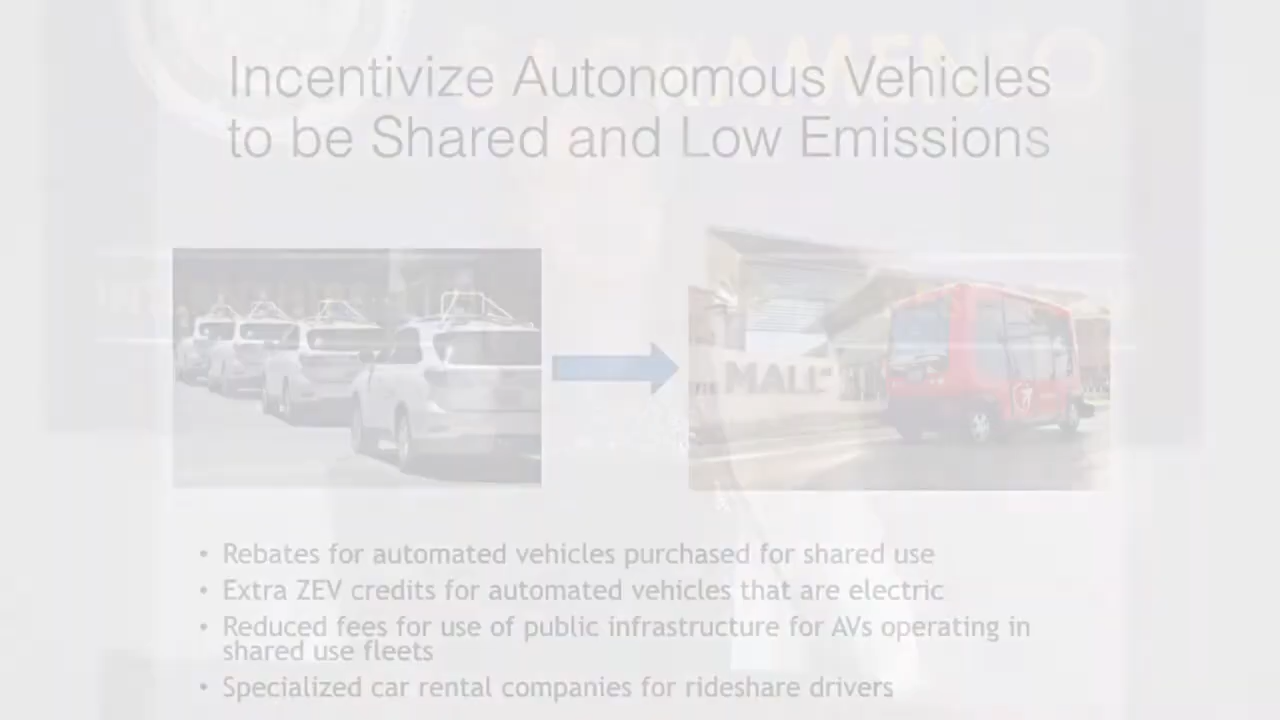 SACRAMENTO
Incentivize Autonomous Vehicles
to be Shared and Low Emissions
MALL
• Rebates for automated vehicles purchased for shared use
• Extra ZEV credits for automated vehicles that are electric
• Reduced fees for use of public infrastructure for AVs operating in
shared use fleets
• Specialized car rental companies for rideshare drivers